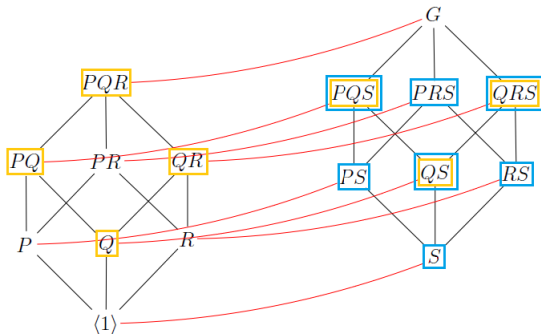 G
PQR
PQS PRS QRS
PQ PR QR
PS QS RS
P Q R
S
⟨1⟩